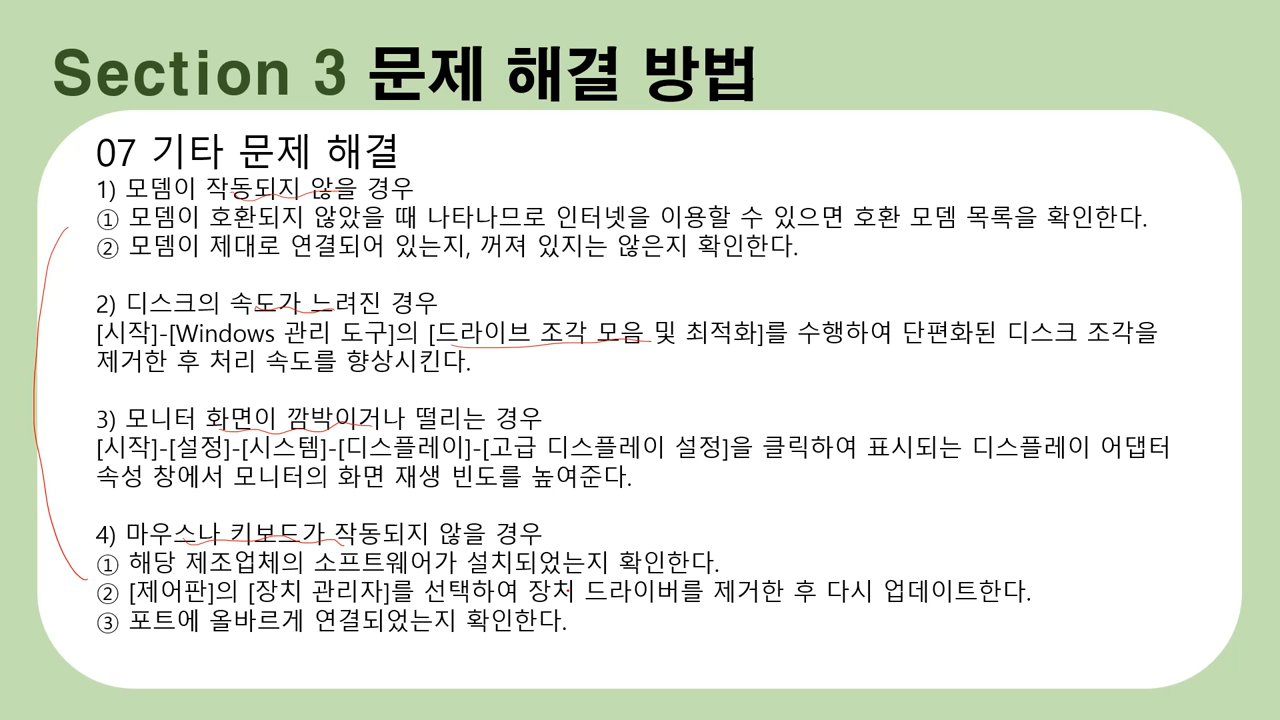 Section 3 문제 해결 방법
07 기타 문제 해결
1) 모뎀이 작동되지 않을 경우
① 모뎀이 호환되지 않았을 때 나타나므로 인터넷을 이용할 수 있으면 호환 모뎀 목록을 확인한다.
② 모뎀이 제대로 연결되어 있는지, 꺼져 있지는 않은지 확인한다.
2) 디스크의 속도가 느려진 경우
[시작]-[Windows 관리 도구]의 [드라이브 조각 모음 및 최적화]를 수행하여 단편화된 디스크 조각을
제거한 후 처리 속도를 향상시킨다.
3) 모니터 화면이 깜박이거나 떨리는 경우
[시작]-[설정]-[시스템]-[디스플레이]-[고급 디스플레이 설정]을 클릭하여 표시되는 디스플레이 어댑터
속성 창에서 모니터의 화면 재생 빈도를 높여준다.
4) 마우스나 키보드가 작동되지 않을 경우
① 해당 제조업체의 소프트웨어가 설치되었는지 확인한다.
② [제어판]의 [장치 관리자]를 선택하여 장치 드라이버를 제거한 후 다시 업데이트한다.
③ 포트에 올바르게 연결되었는지 확인한다.